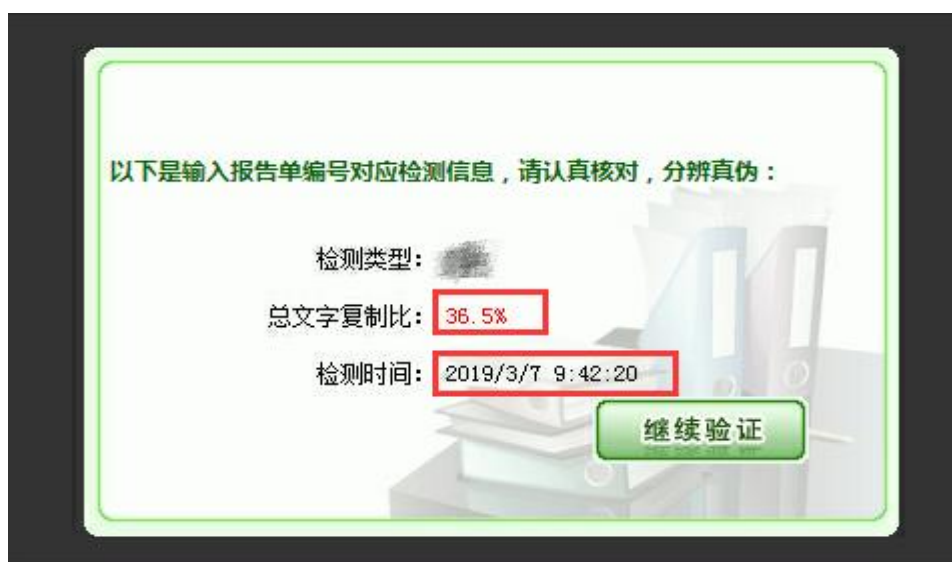 以下是输入报告单编号对应检测信息，请认真核对，分辨真伪：
检测类型：
总文字复制比： 36.5%
检测时间： 2019/3/7 9:42:20
继续验证